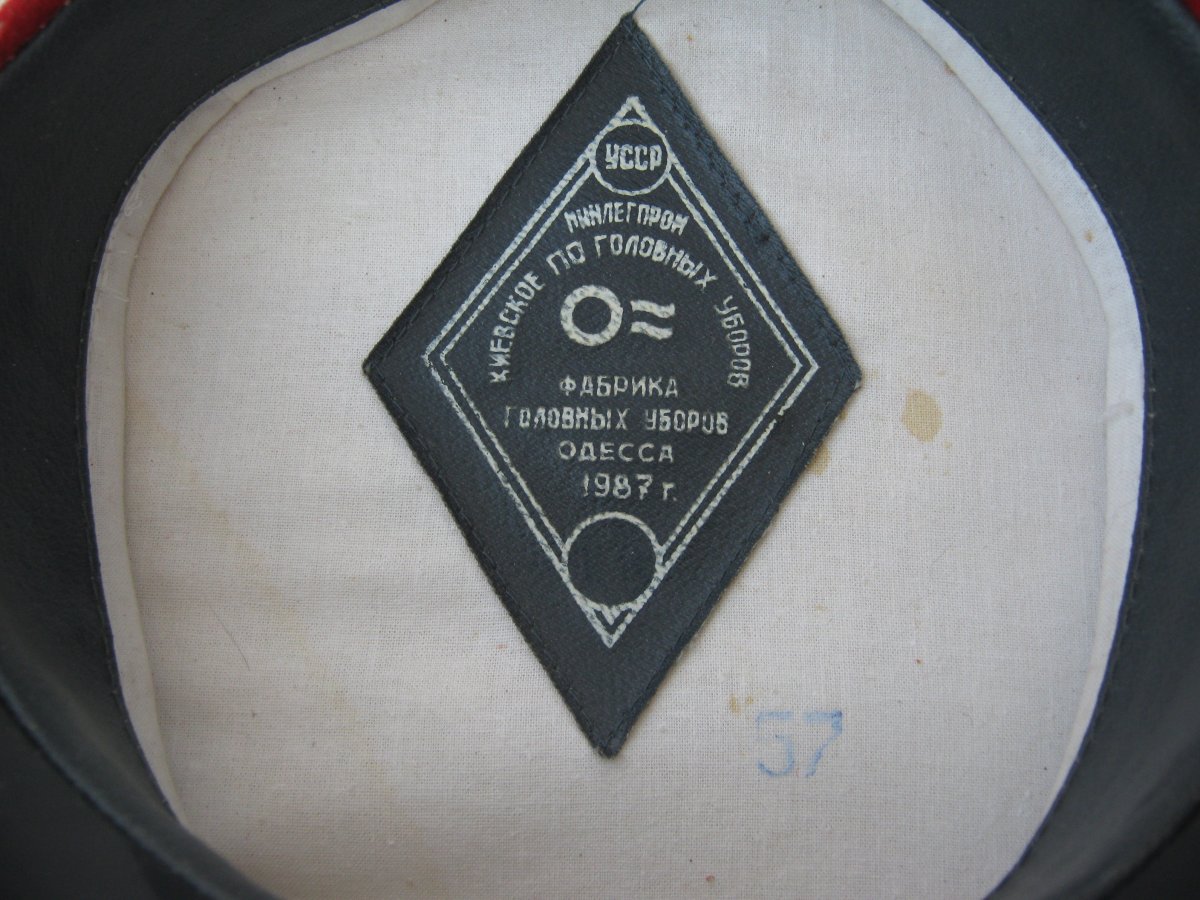 УССР
МИНЛЕГПРОМ
КИЕВСКОЕ ПО ГОЛОВНЫХ УБОРОВ
ФАБРИКА
ГОЛОВНЫХ УБОРОВ
ОДЕССА
1987 г.
57